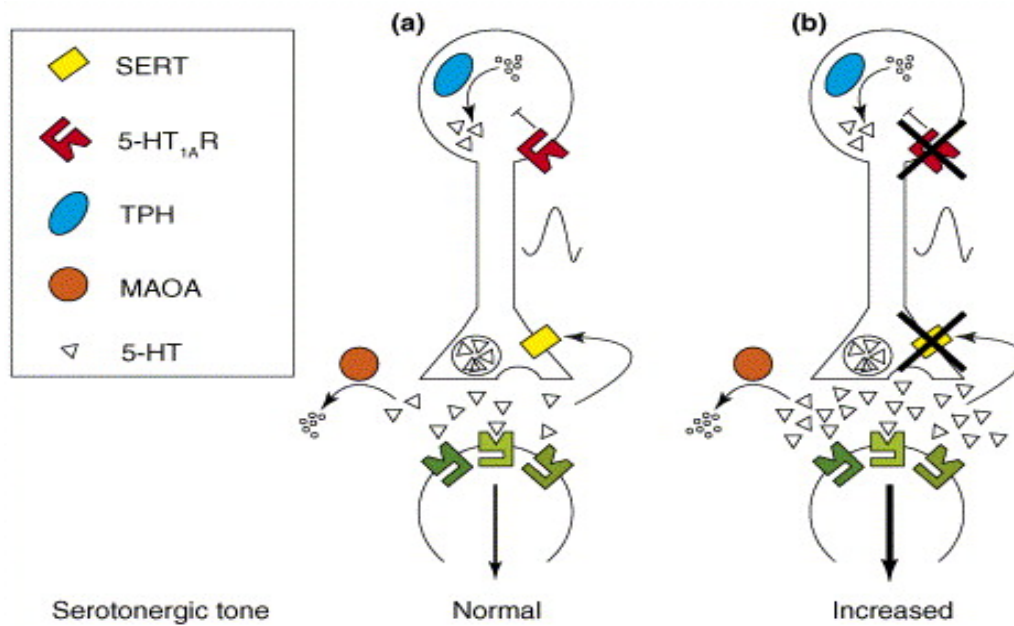 (a)
(b)
SERT
5-HT1AR
TPH
MAOA
5-HT
Serotonergic tone
Normal
Increased